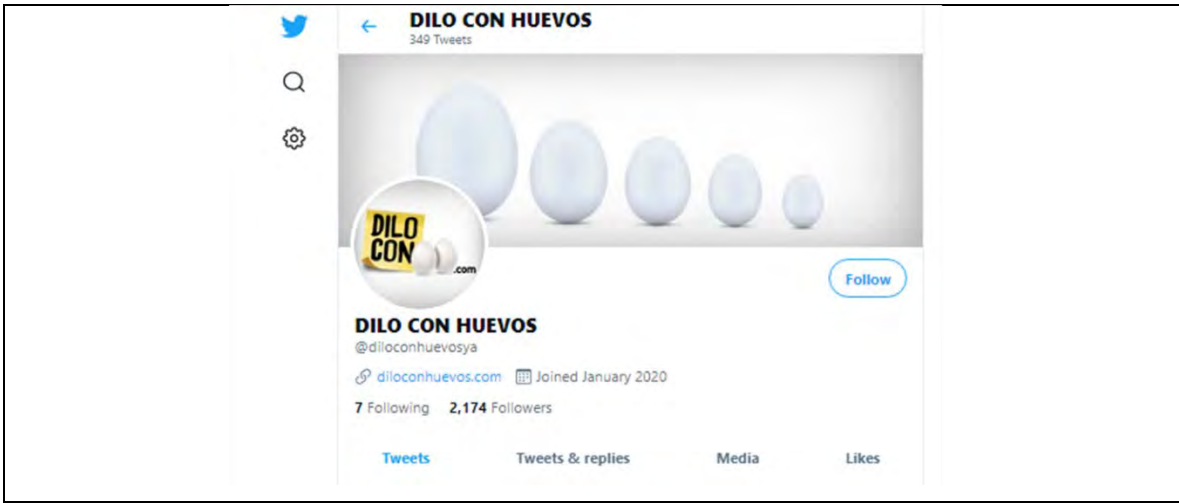 DILO CON HUEVOS
349 Tweets
DILO
CON
.com
Follow
DILO CON HUEVOS
@diloconhuevosya
diloconhuevos.com Joined January 2020
7 Following 2,174 Followers
Tweets Tweets & replies Media Likes